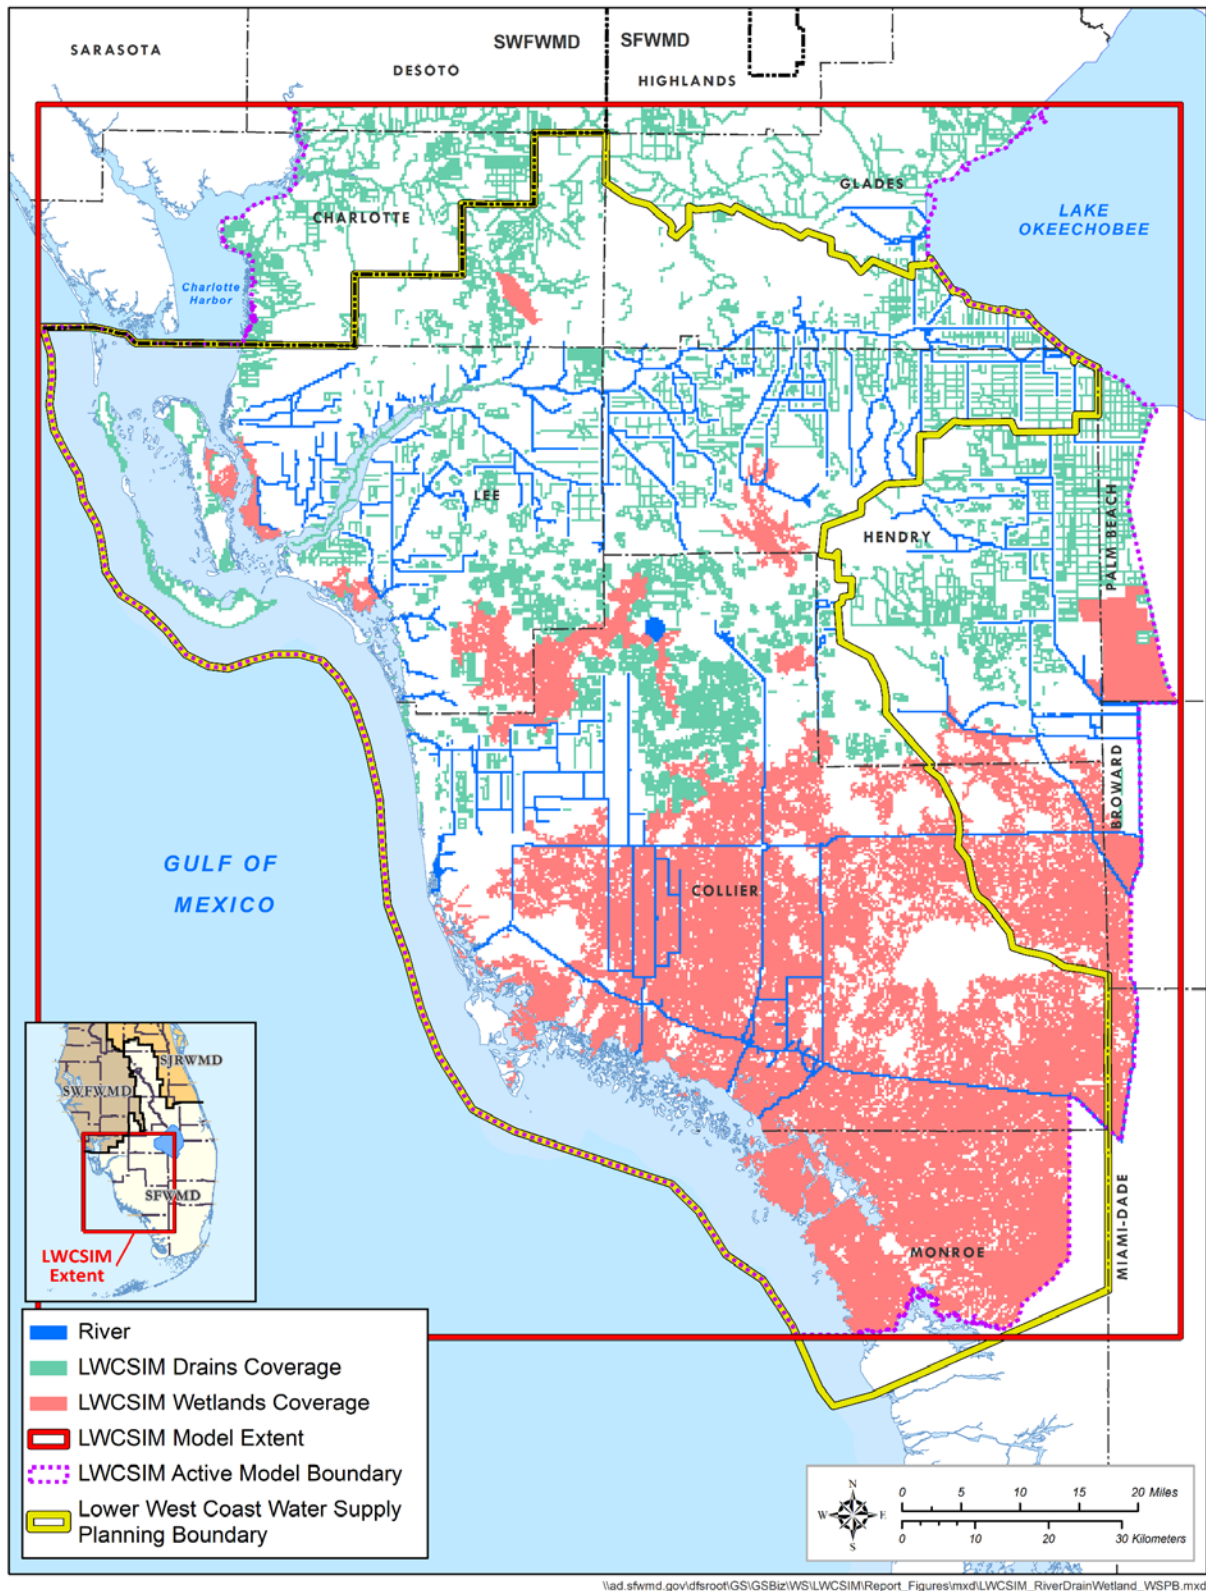 SARASOTA
DESOTO
SWFWMD
SFWMD
HIGHLANDS
GLADES
CHARLOTTE
LAKE
OKEECHOBEE
Charlotte
Harbor
LEE
HENDRY
PALM BEACH
BROWARD
GULF OF
MEXICO
COLLIER
MONROE
MIAMI-DADE
SJRWMD
SWFWMD
SFWMD
LWCSIM
Extent
River
LWCSIM Drains Coverage
LWCSIM Wetlands Coverage
LWCSIM Model Extent
LWCSIM Active Model Boundary
Lower West Coast Water Supply
Planning Boundary
N
W E
S
0 5 10 15 20 Miles
0 10 20 30 Kilometers
\\ad.sfwmd.gov\dfsroot\GS\GSBiz\WS\LWCSIM\Report_Figures\mxd\LWCSIM_RiverDrainWetland_WSPB.mxd